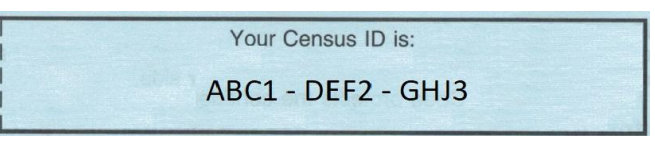 Your Census ID is:
ABC1 - DEF2 - GHJ3